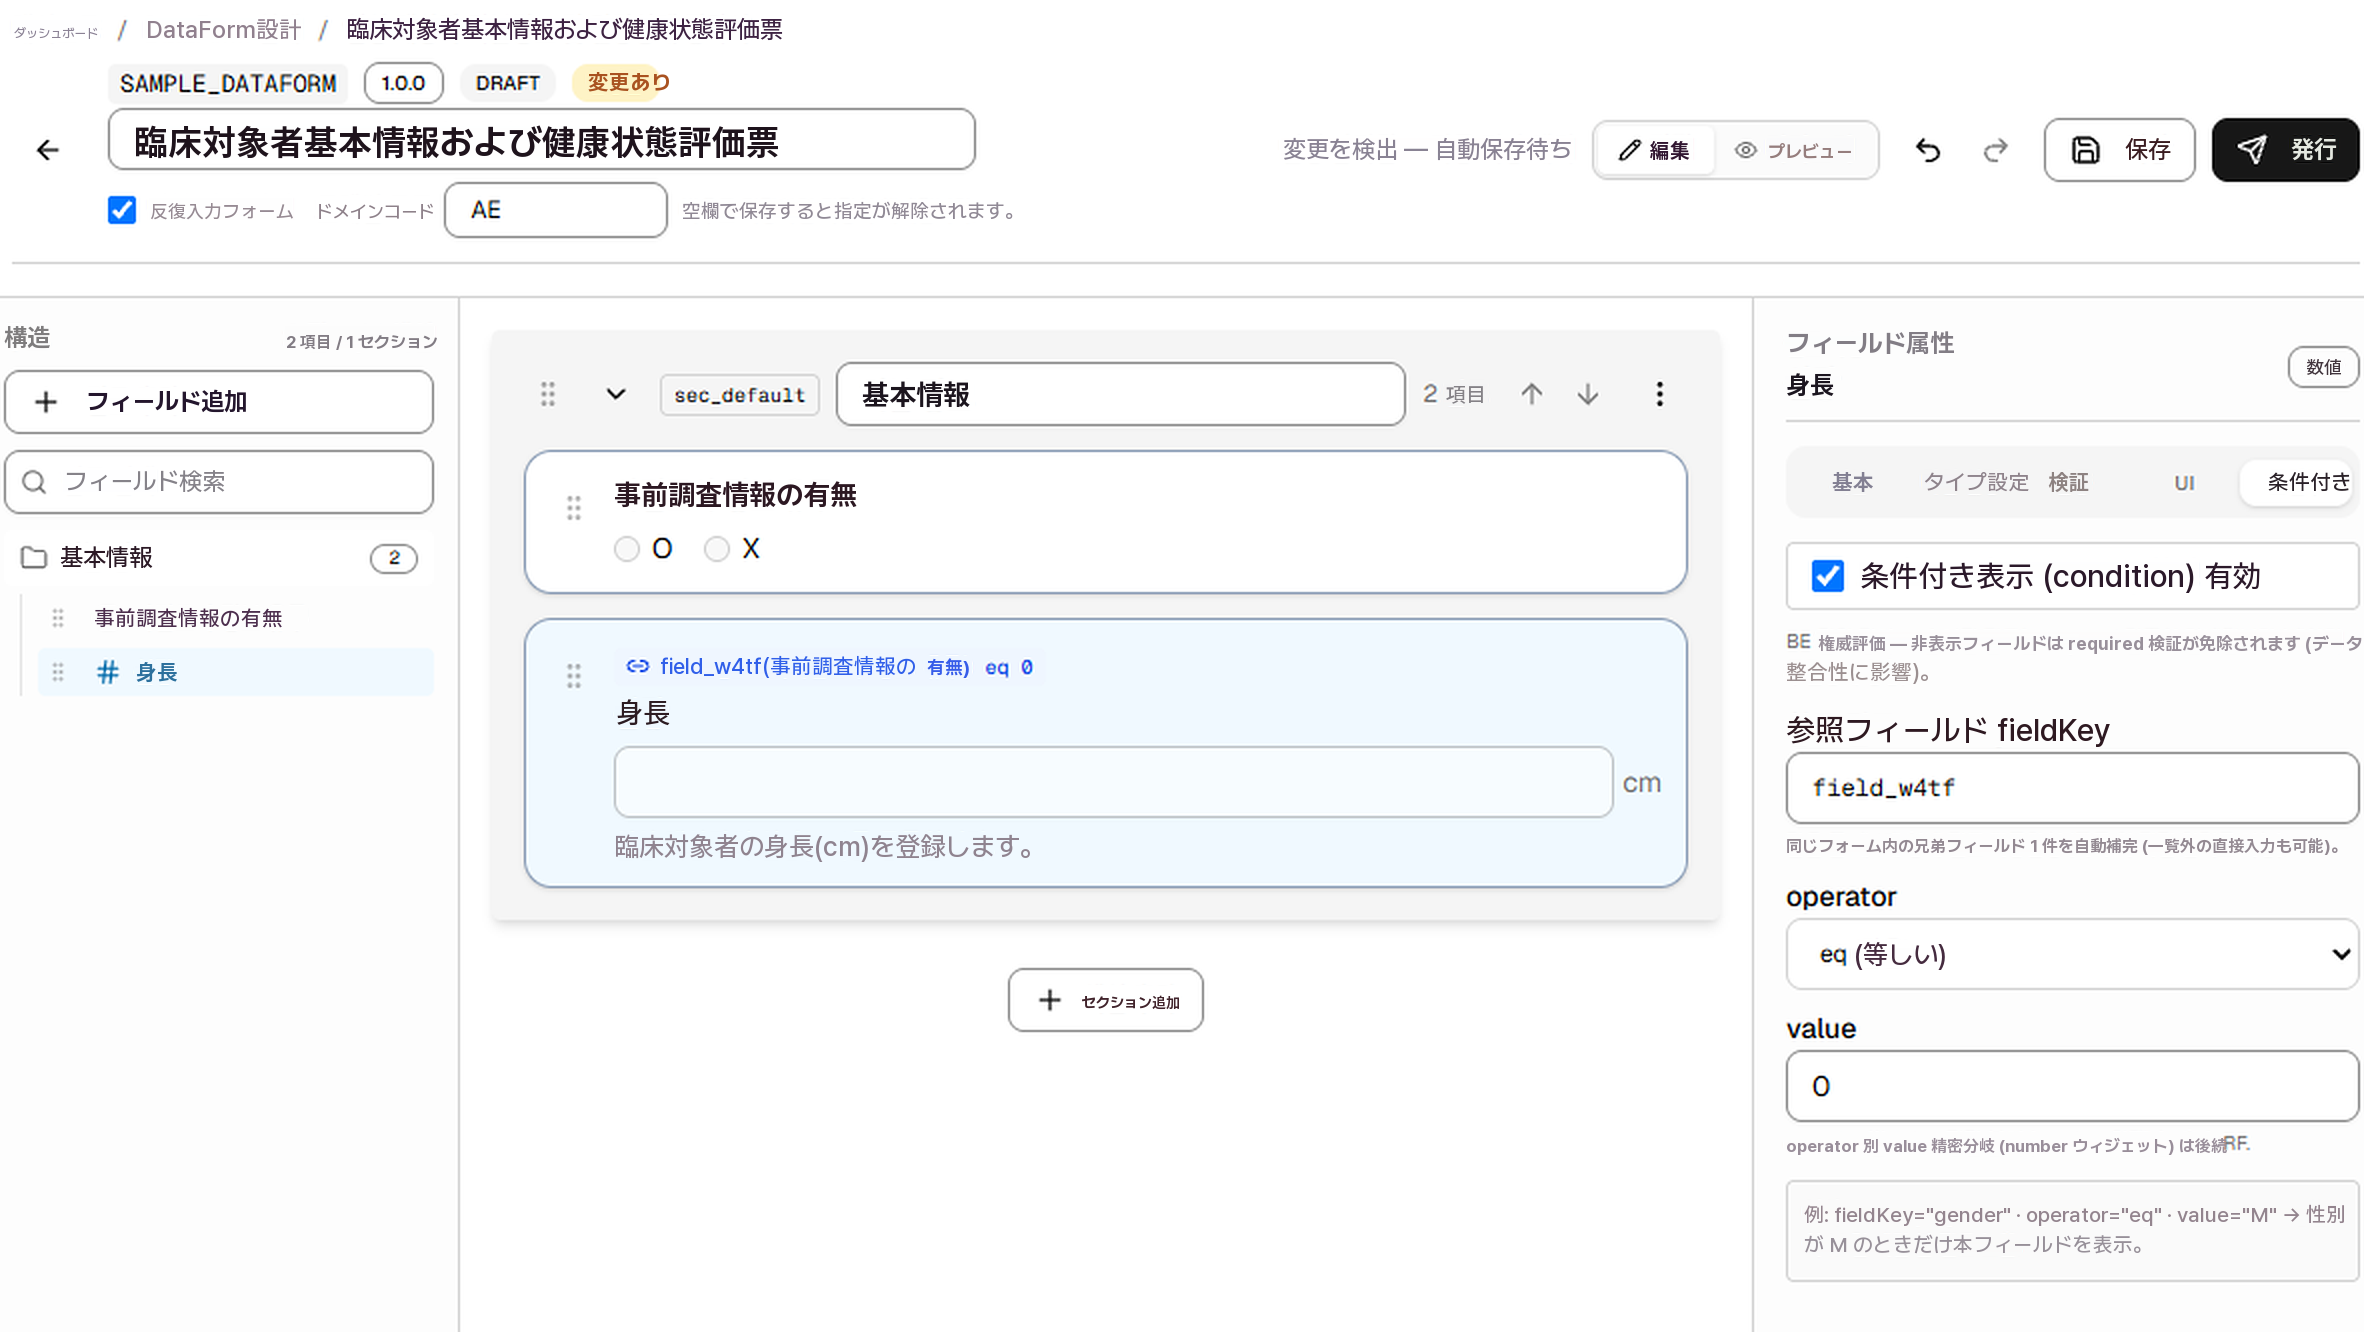 ダッシュボード / DataForm設計 / 臨床対象者基本情報および健康状態評価票
SAMPLE_DATAFORM 1.0.0 DRAFT 変更あり
臨床対象者基本情報および健康状態評価票
変更を検出 — 自動保存待ち 編集 プレビュー 保存 発行
反復入力フォーム ドメインコード AE 空欄で保存すると指定が解除されます。
構造 2 項目 / 1 セクション
フィールド追加
フィールド検索
基本情報 2
事前調査情報の有無
身長
sec_default 基本情報 2 項目
事前調査情報の有無
O X
field_w4tf(事前調査情報の 有無) eq O
身長
cm
臨床対象者の身長(cm)を登録します。
セクション追加
フィールド属性
身長 数値
基本 タイプ設定 検証 UI 条件付き
条件付き表示 (condition) 有効
BE 権威評価 — 非表示フィールドは required 検証が免除されます (データ
整合性に影響)。
参照フィールド fieldKey
field_w4tf
同じフォーム内の兄弟フィールド 1 件を自動補完 (一覧外の直接入力も可能)。
operator
eq (等しい)
value
O
operator 別 value 精密分岐 (number ウィジェット) は後続RF.
例: fieldKey="gender" · operator="eq" · value="M" → 性別
が M のときだけ本フィールドを表示。